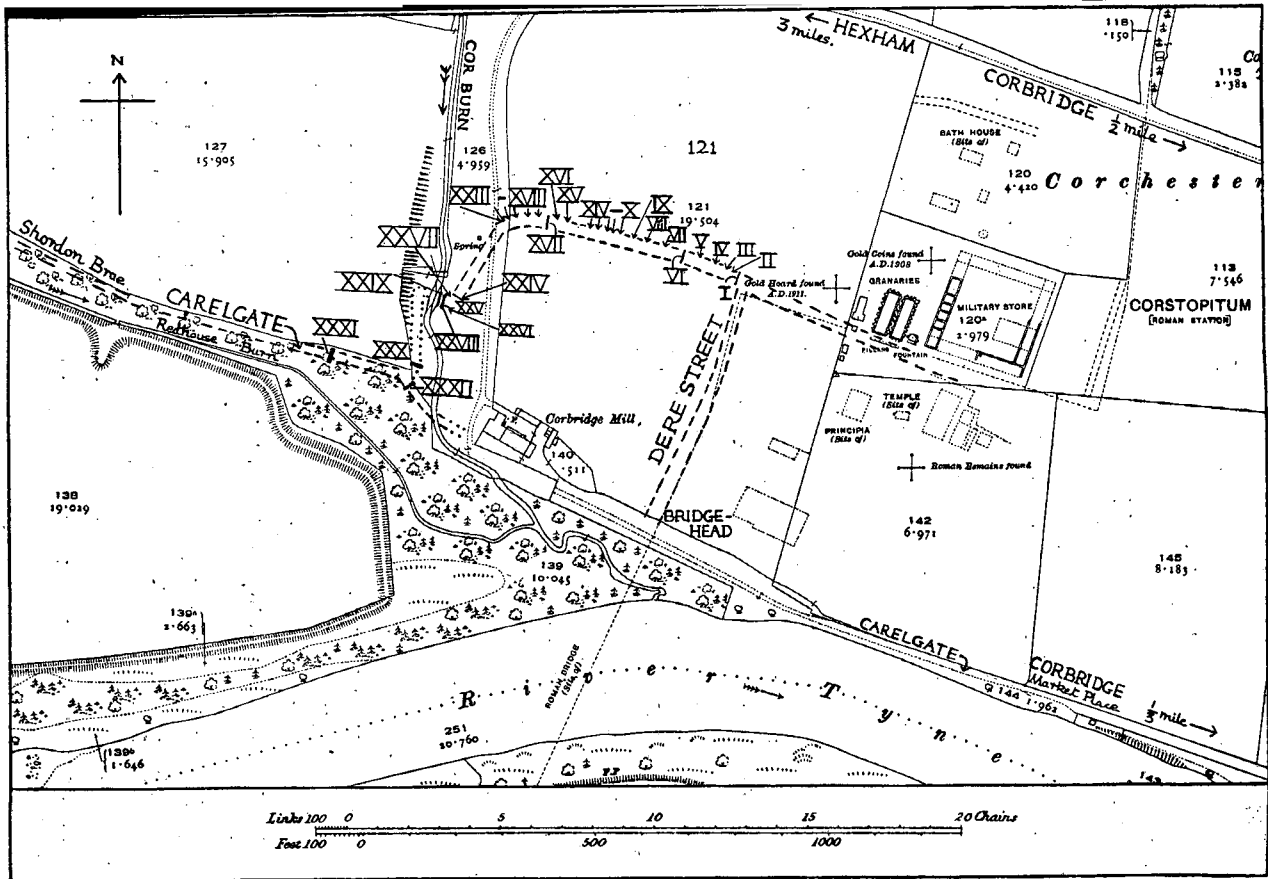 HEXHAM
3 miles.
118
.150
Co
115
2.382
N
COR BURN
CORBRIDGE
½ mile
BATH HOUSE
(Site of)
127
15.905
126
4.959
121
120
4.420
Corchester
XXIII
XVIII
XVI
XV
XIV-X
IX
VIII
VII
121
19.504
V
IV
III
II
XVII
VI
I
XXVII
Spring
XXIX
XXIV
XXV
XXVI
XXVIII
Shordon Brae
CARELGATE
Redhouse Burn
XXXI
XXX
XXXII
Gold Coins found
A.D.1908
GRANARIES
Gold Hoard found
A.D.1911.
MILITARY STORE
120ᵃ
2.979
FOUNTAIN
113
7.546
CORSTOPITUM
[ROMAN STATION]
DERE STREET
TEMPLE
(Site of)
PRINCIPIA
(Site of)
Roman Remains found
Corbridge Mill
140
.511
138
19.029
BRIDGE-
HEAD
142
6.971
145
8.183
139
10.045
139ᵃ
2.663
CARELGATE
CORBRIDGE
Market Place
⅓ mile
ROMAN BRIDGE
(Site of)
River Tyne
144 1.962
251
20.760
139ᵇ
1.646
F.P
143
Links 100 0 5 10 15 20 Chains
Feet 100 0 500 1000